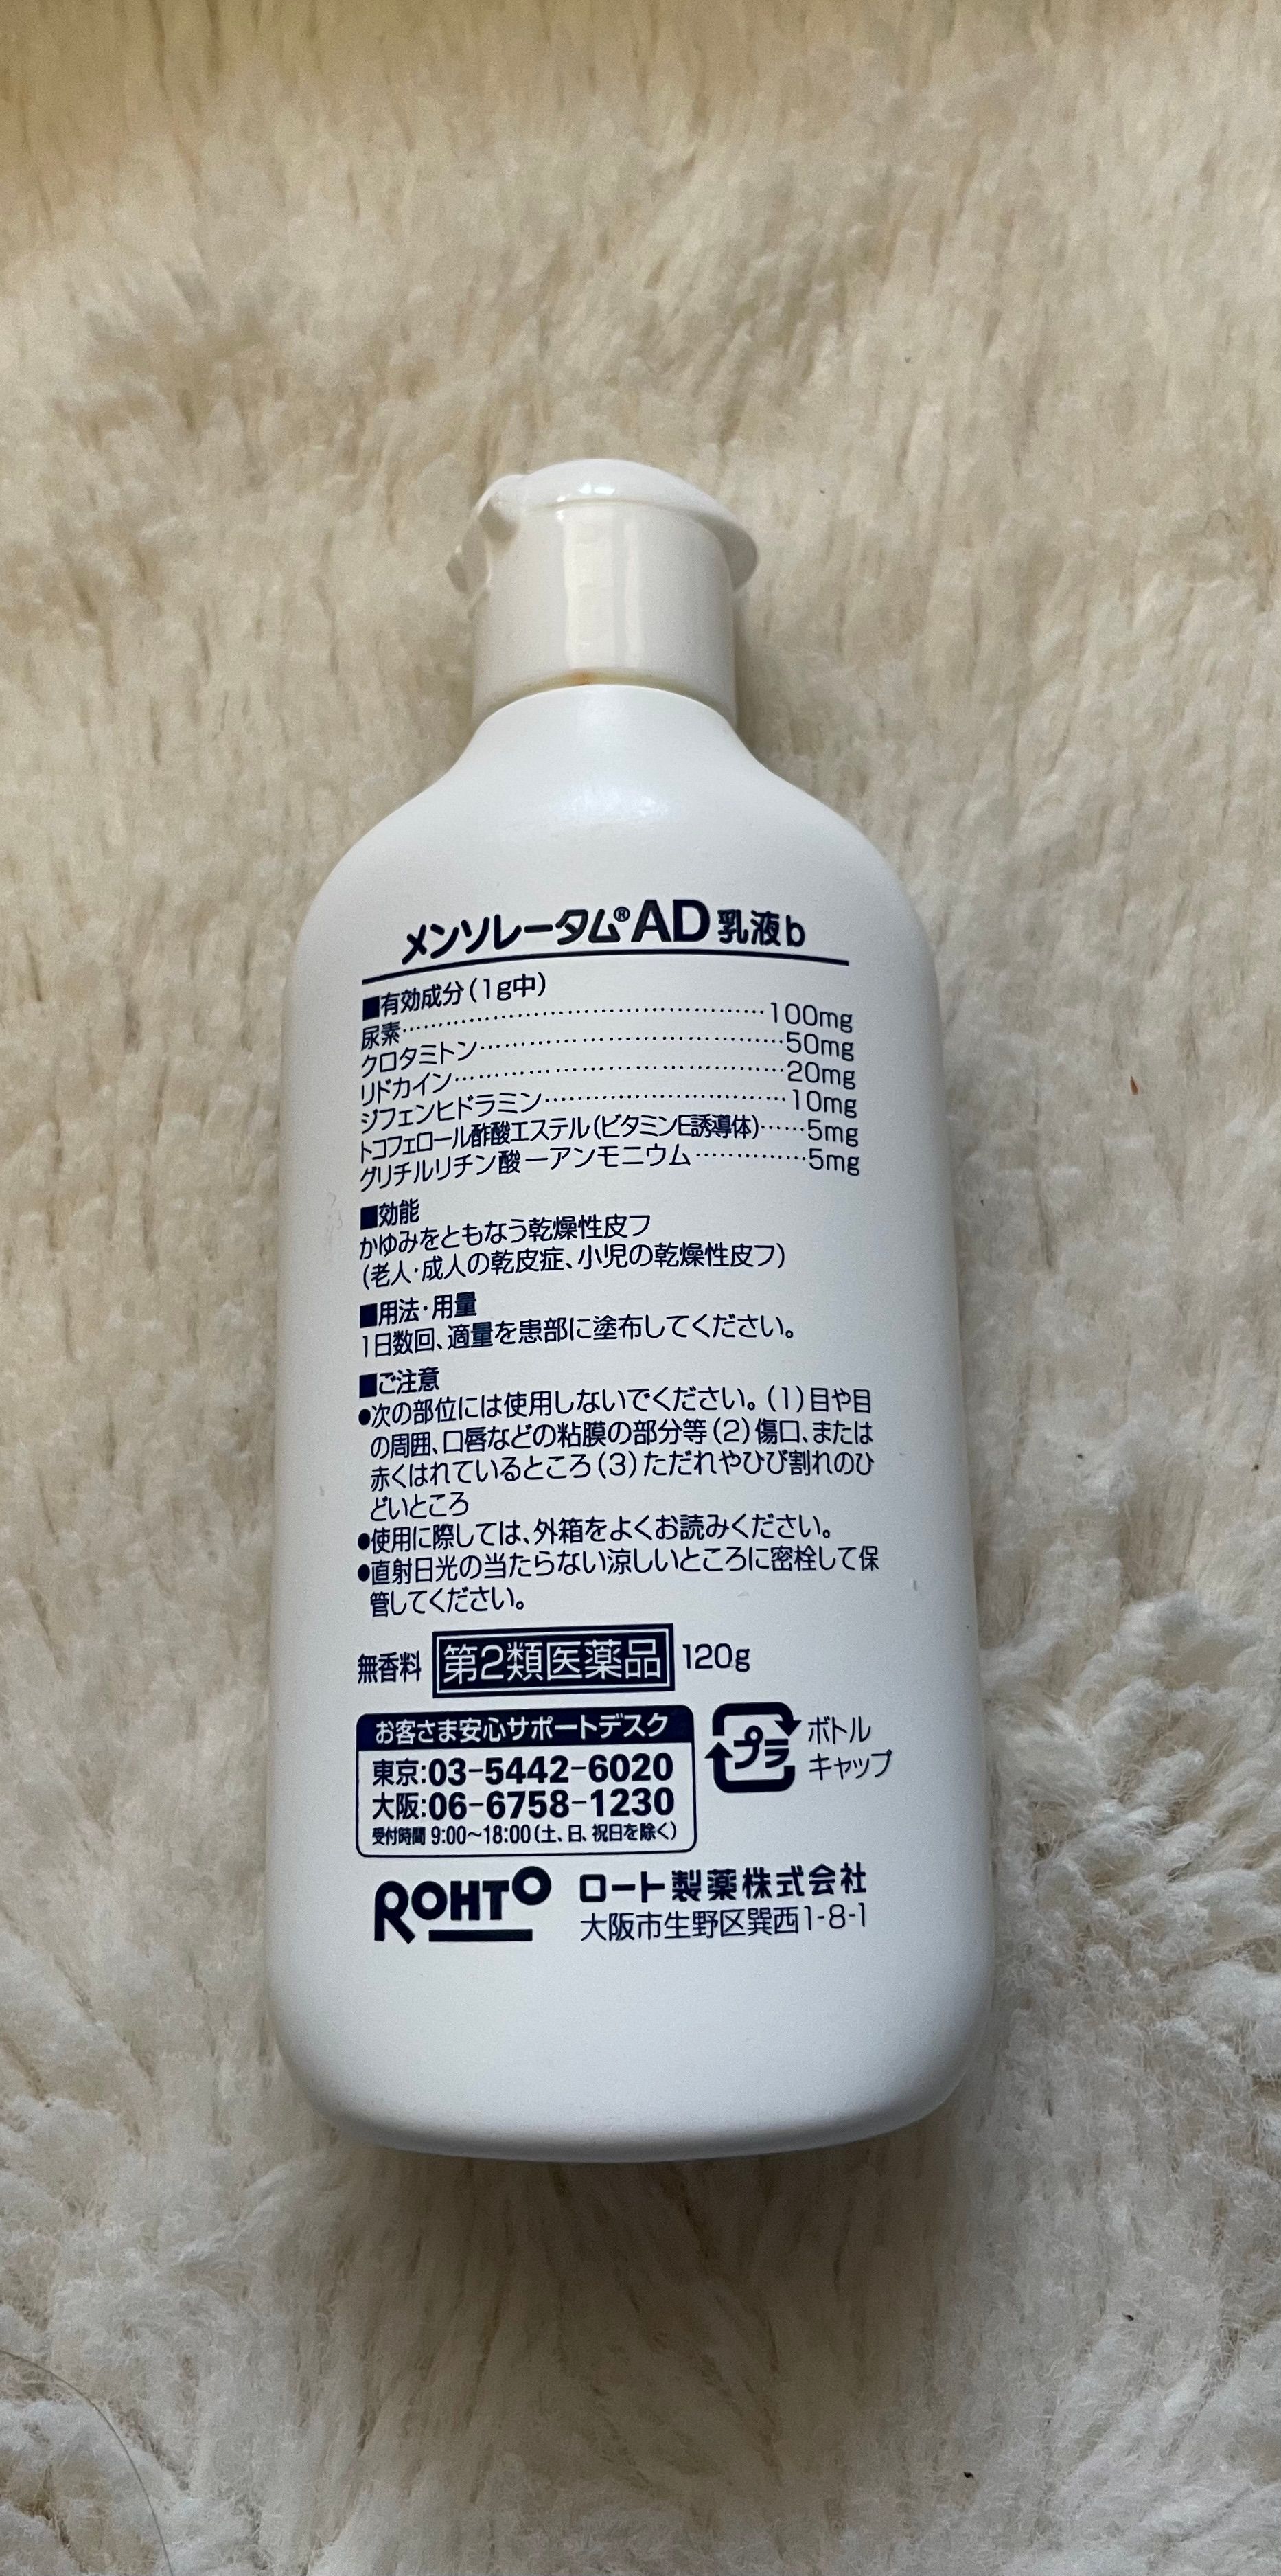 メンソレータム®AD乳液b
■有効成分(1g中)
尿素……………………………………100mg
クロタミトン……………………………50mg
リドカイン………………………………20mg
ジフェンヒドラミン……………………10mg
トコフェロール酢酸エステル(ビタミンE誘導体)……5mg
グリチルリチン酸一アンモニウム…………5mg
■効能
かゆみをともなう乾燥性皮フ
(老人・成人の乾皮症、小児の乾燥性皮フ)
■用法・用量
1日数回、適量を患部に塗布してください。
■ご注意
●次の部位には使用しないでください。(1)目や目
の周囲、口唇などの粘膜の部分等(2)傷口、または
赤くはれているところ(3)ただれやひび割れのひ
どいところ
●使用に際しては、外箱をよくお読みください。
●直射日光の当たらない涼しいところに密栓して保
管してください。
無香料 第2類医薬品 120g
お客さま安心サポートデスク
東京:03-5442-6020
大阪:06-6758-1230
受付時間 9:00~18:00(土、日、祝日を除く)
プラ ボトル
キャップ
ROHTO ロート製薬株式会社
大阪市生野区巽西1-8-1